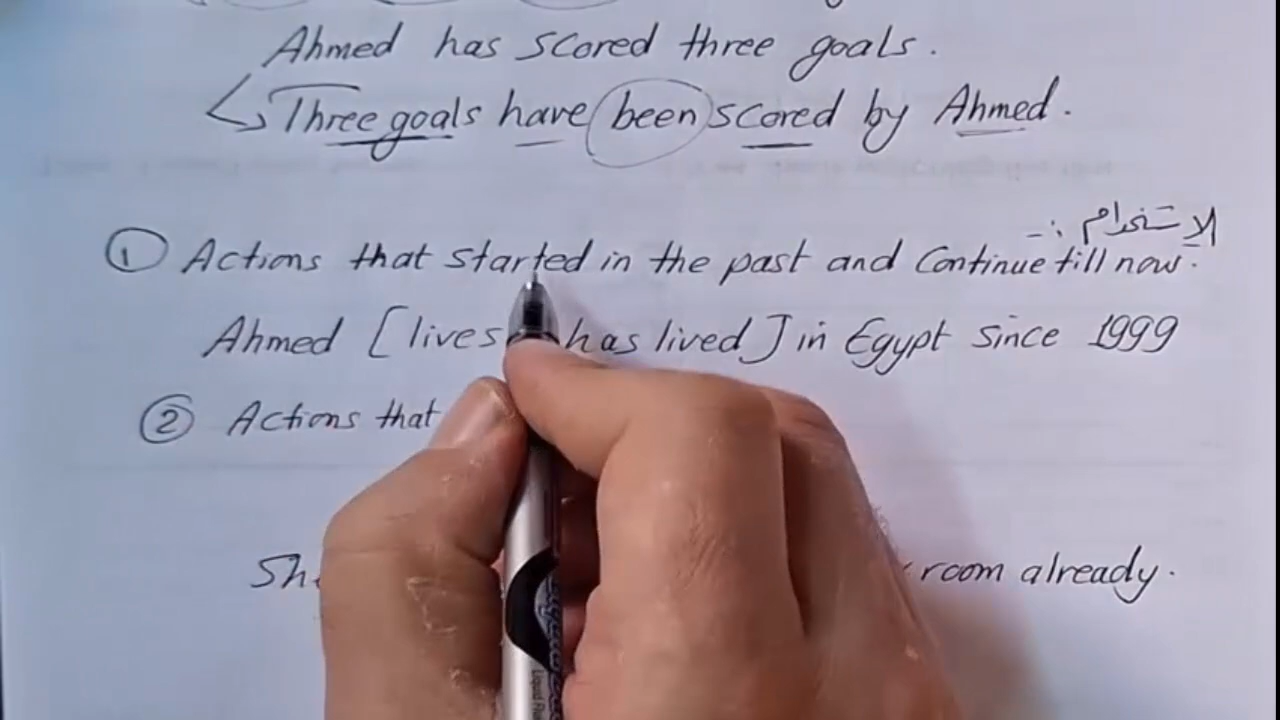 Ahmed has scored three goals.
Three goals have been scored by Ahmed.
الاستخدام :-
① Actions that started in the past and continue till now.
Ahmed [lives has lived] in Egypt since 1999
② Actions that
room already.